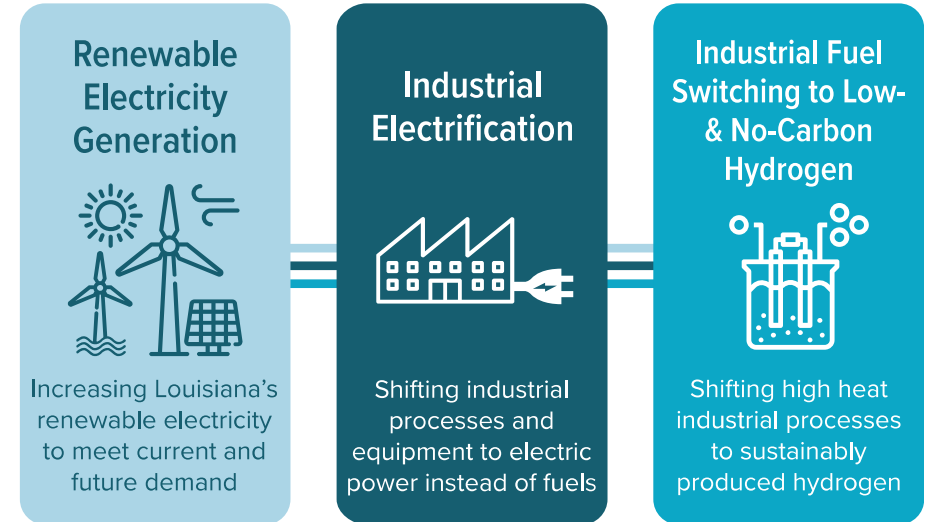 Renewable
Electricity
Generation
Increasing Louisiana's
renewable electricity
to meet current and
future demand
Industrial
Electrification
Shifting industrial
processes and
equipment to electric
power instead of fuels
Industrial Fuel
Switching to Low-
& No-Carbon
Hydrogen
Shifting high heat
industrial processes
to sustainably
produced hydrogen